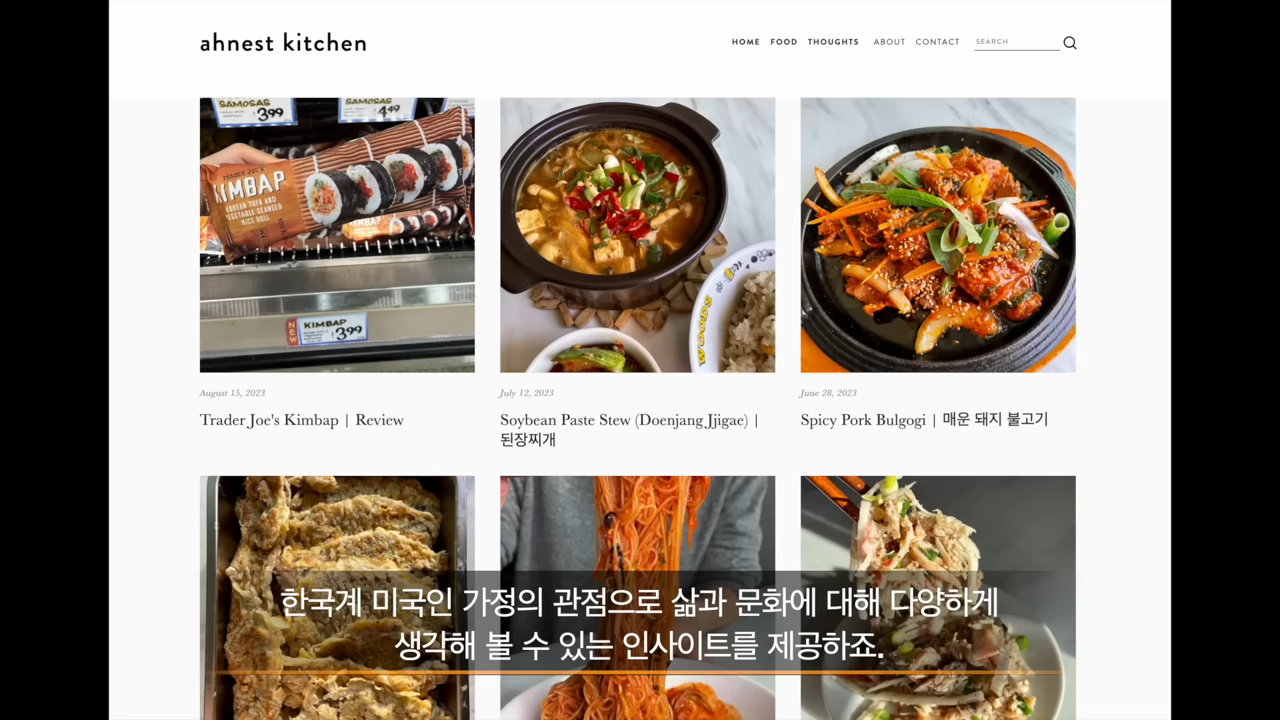 ahnest kitchen
HOME FOOD THOUGHTS ABOUT CONTACT SEARCH
SAMOSAS
3.99
SAMOSAS
4.49
TRADER JOE'S
KIMBAP
KOREAN TOFU AND
VEGETABLE SEAWEED
RICE ROLL
NEW
KIMBAP
3.99
August 15, 2023
Trader Joe's Kimbap | Review
July 12, 2023
Soybean Paste Stew (Doenjang Jjigae) |
된장찌개
June 28, 2023
Spicy Pork Bulgogi | 매운 돼지 불고기
한국계 미국인 가정의 관점으로 삶과 문화에 대해 다양하게
생각해 볼 수 있는 인사이트를 제공하죠.